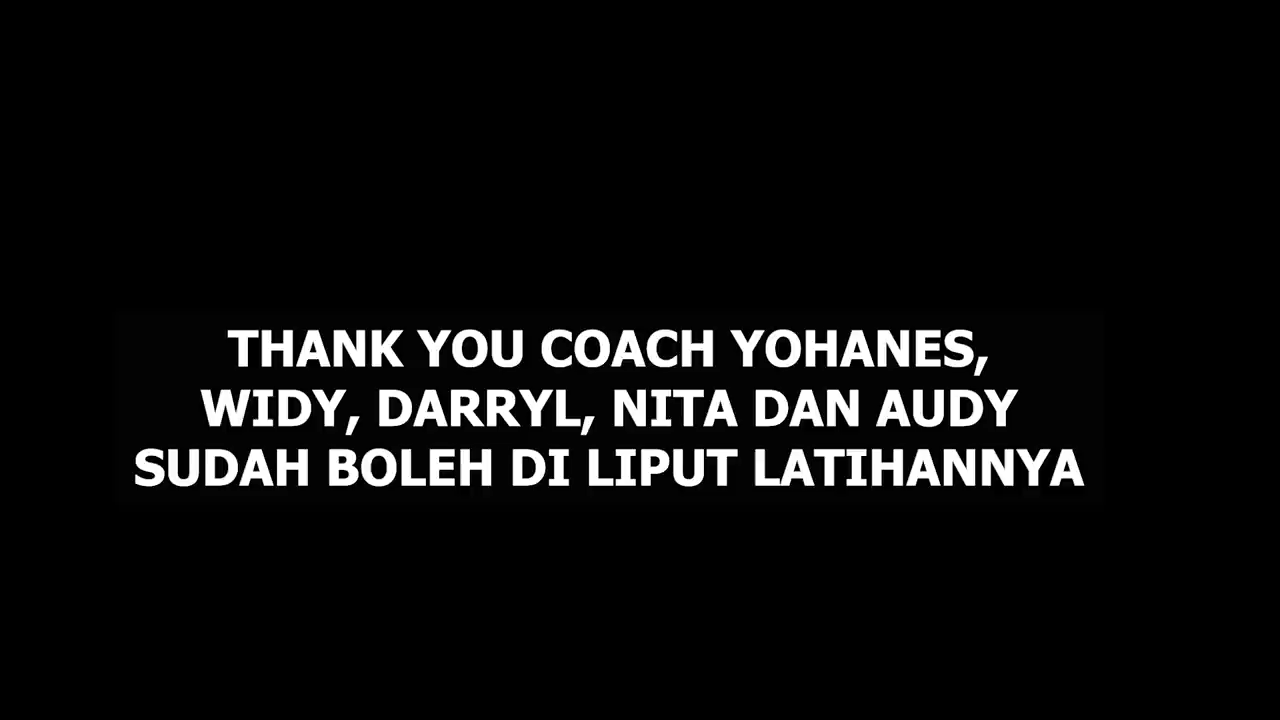 THANK YOU COACH YOHANES,
WIDY, DARRYL, NITA DAN AUDY
SUDAH BOLEH DI LIPUT LATIHANNYA